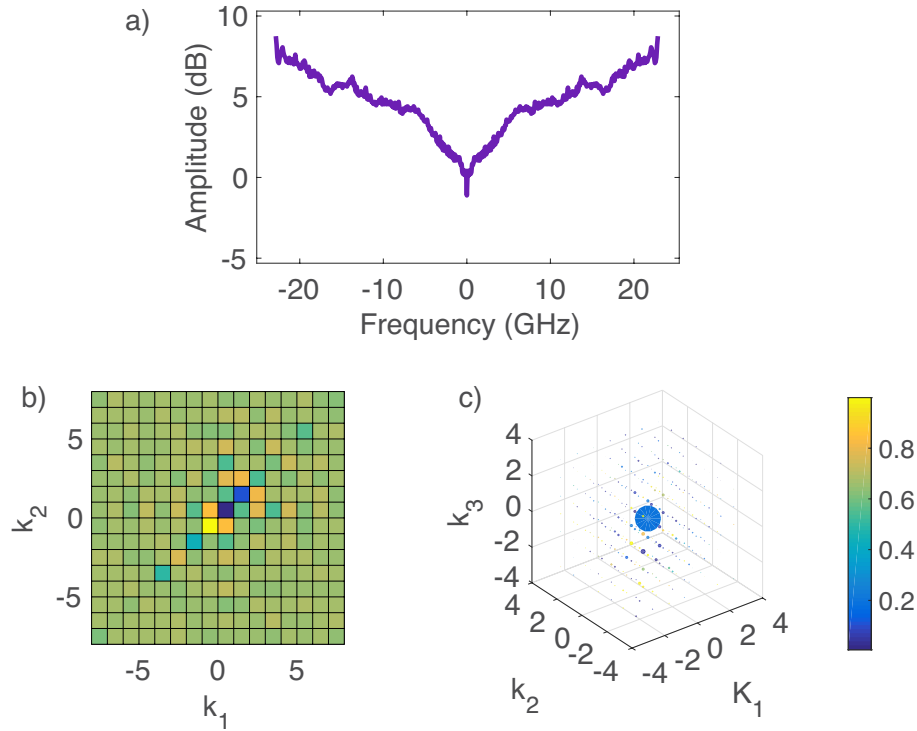 a)
Amplitude (dB)
10
5
0
-5
-20 -10 0 10 20
Frequency (GHz)
b)
k2
5
0
-5
-5 0 5
k1
c)
k3
4
2
0
-2
-4
4 2 0 -2 -4
k2
-4 -2 0 2 4
K1
0.8
0.6
0.4
0.2